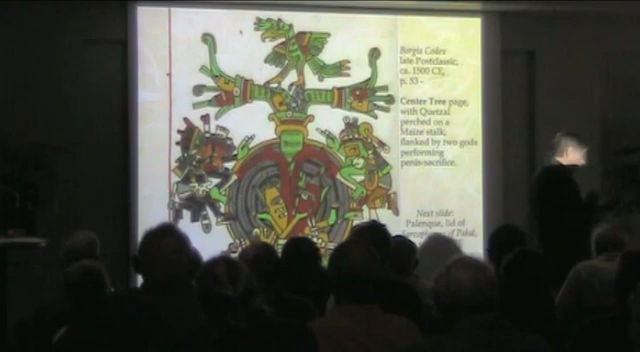 Borgia Codex
late Postclassic,
ca. 1500 CE,
p. 53 -
Center Tree page,
with Quetzal
perched on a
Maize stalk,
flanked by two gods
performing
penis-sacrifice.
Next slide:
Palenque, lid of
Sarcophagus of Pakal,